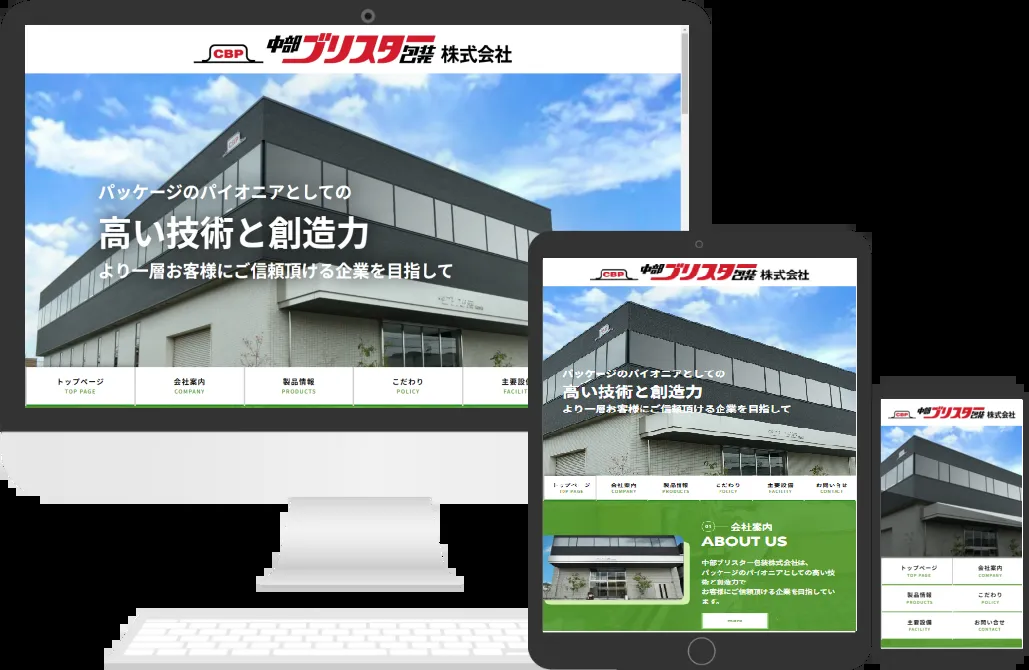 CBP 中部ブリスター包装 株式会社
パッケージのパイオニアとしての
高い技術と創造力
より一層お客様にご信頼頂ける企業を目指して
トップページ
TOP PAGE
会社案内
COMPANY
製品情報
PRODUCTS
こだわり
POLICY
主要設
FACILIT
CBP 中部ブリスター包装 株式会社
パッケージのパイオニアとしての
高い技術と創造力
より一層お客様にご信頼頂ける企業を目指して
トップページ
TOP PAGE
会社案内
COMPANY
製品情報
PRODUCTS
こだわり
POLICY
主要設備
FACILITY
お問い合せ
CONTACT
01 会社案内
ABOUT US
中部ブリスター包装株式会社は、
パッケージのパイオニアとしての高い技
術と創造力で
お客様にご信頼頂ける企業を目指してい
ます。
more
CBP 中部ブリスター包装 株式会社
トップページ
TOP PAGE
会社案内
COMPANY
製品情報
PRODUCTS
こだわり
POLICY
主要設備
FACILITY
お問い合せ
CONTACT